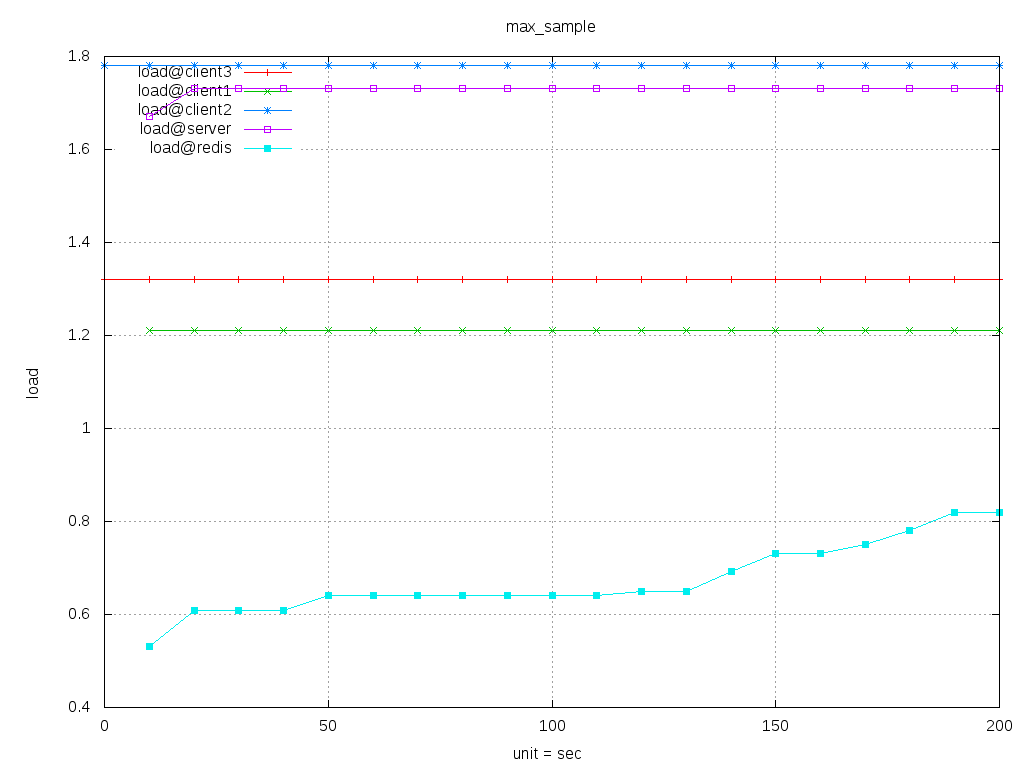 max_sample
1.8
load@client3
load@client1
load@client2
load@server
load@redis
1.6
1.4
1.2
load
1
0.8
0.6
0.4
0 50 100 150 200
unit = sec